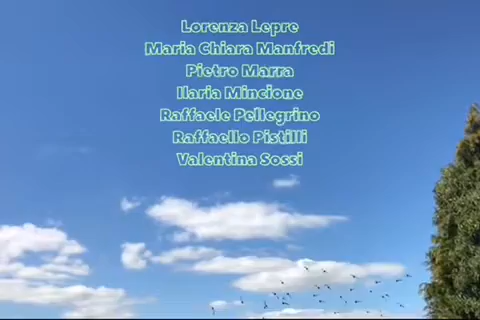 Lorenza Lepre
Maria Chiara Manfredi
Pietro Marra
Ilaria Mincione
Raffaele Pellegrino
Raffaello Pistilli
Valentina Sossi